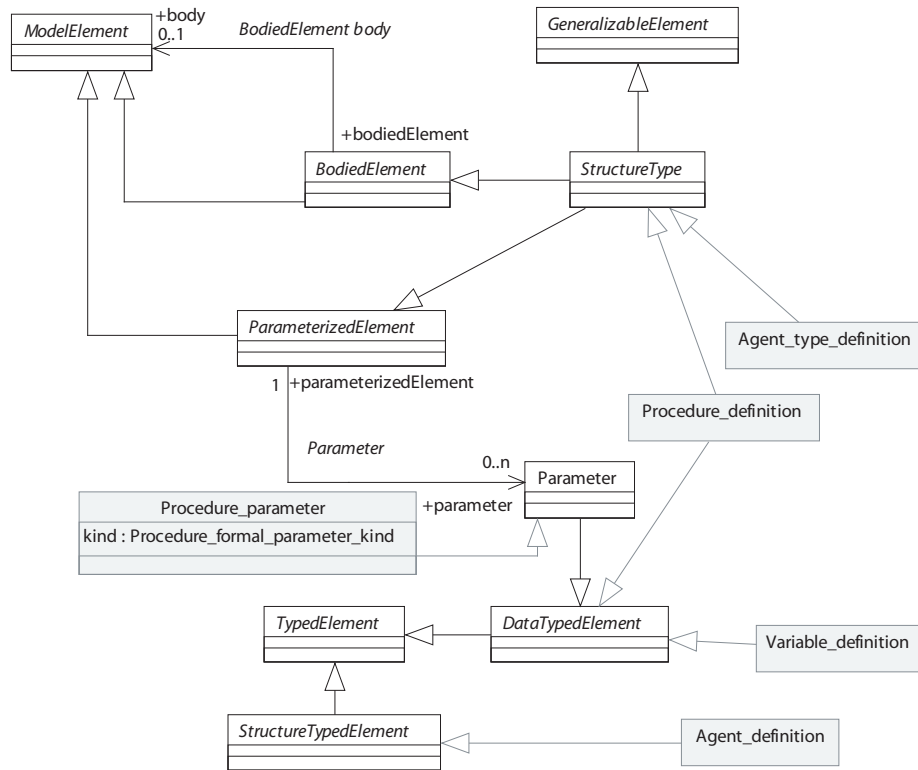 ModelElement
+body
0..1
BodiedElement body
GeneralizableElement
+bodiedElement
BodiedElement
StructureType
ParameterizedElement
Agent_type_definition
1
+parameterizedElement
Procedure_definition
Parameter
0..n
Parameter
+parameter
Procedure_parameter
kind : Procedure_formal_parameter_kind
TypedElement
DataTypedElement
Variable_definition
StructureTypedElement
Agent_definition